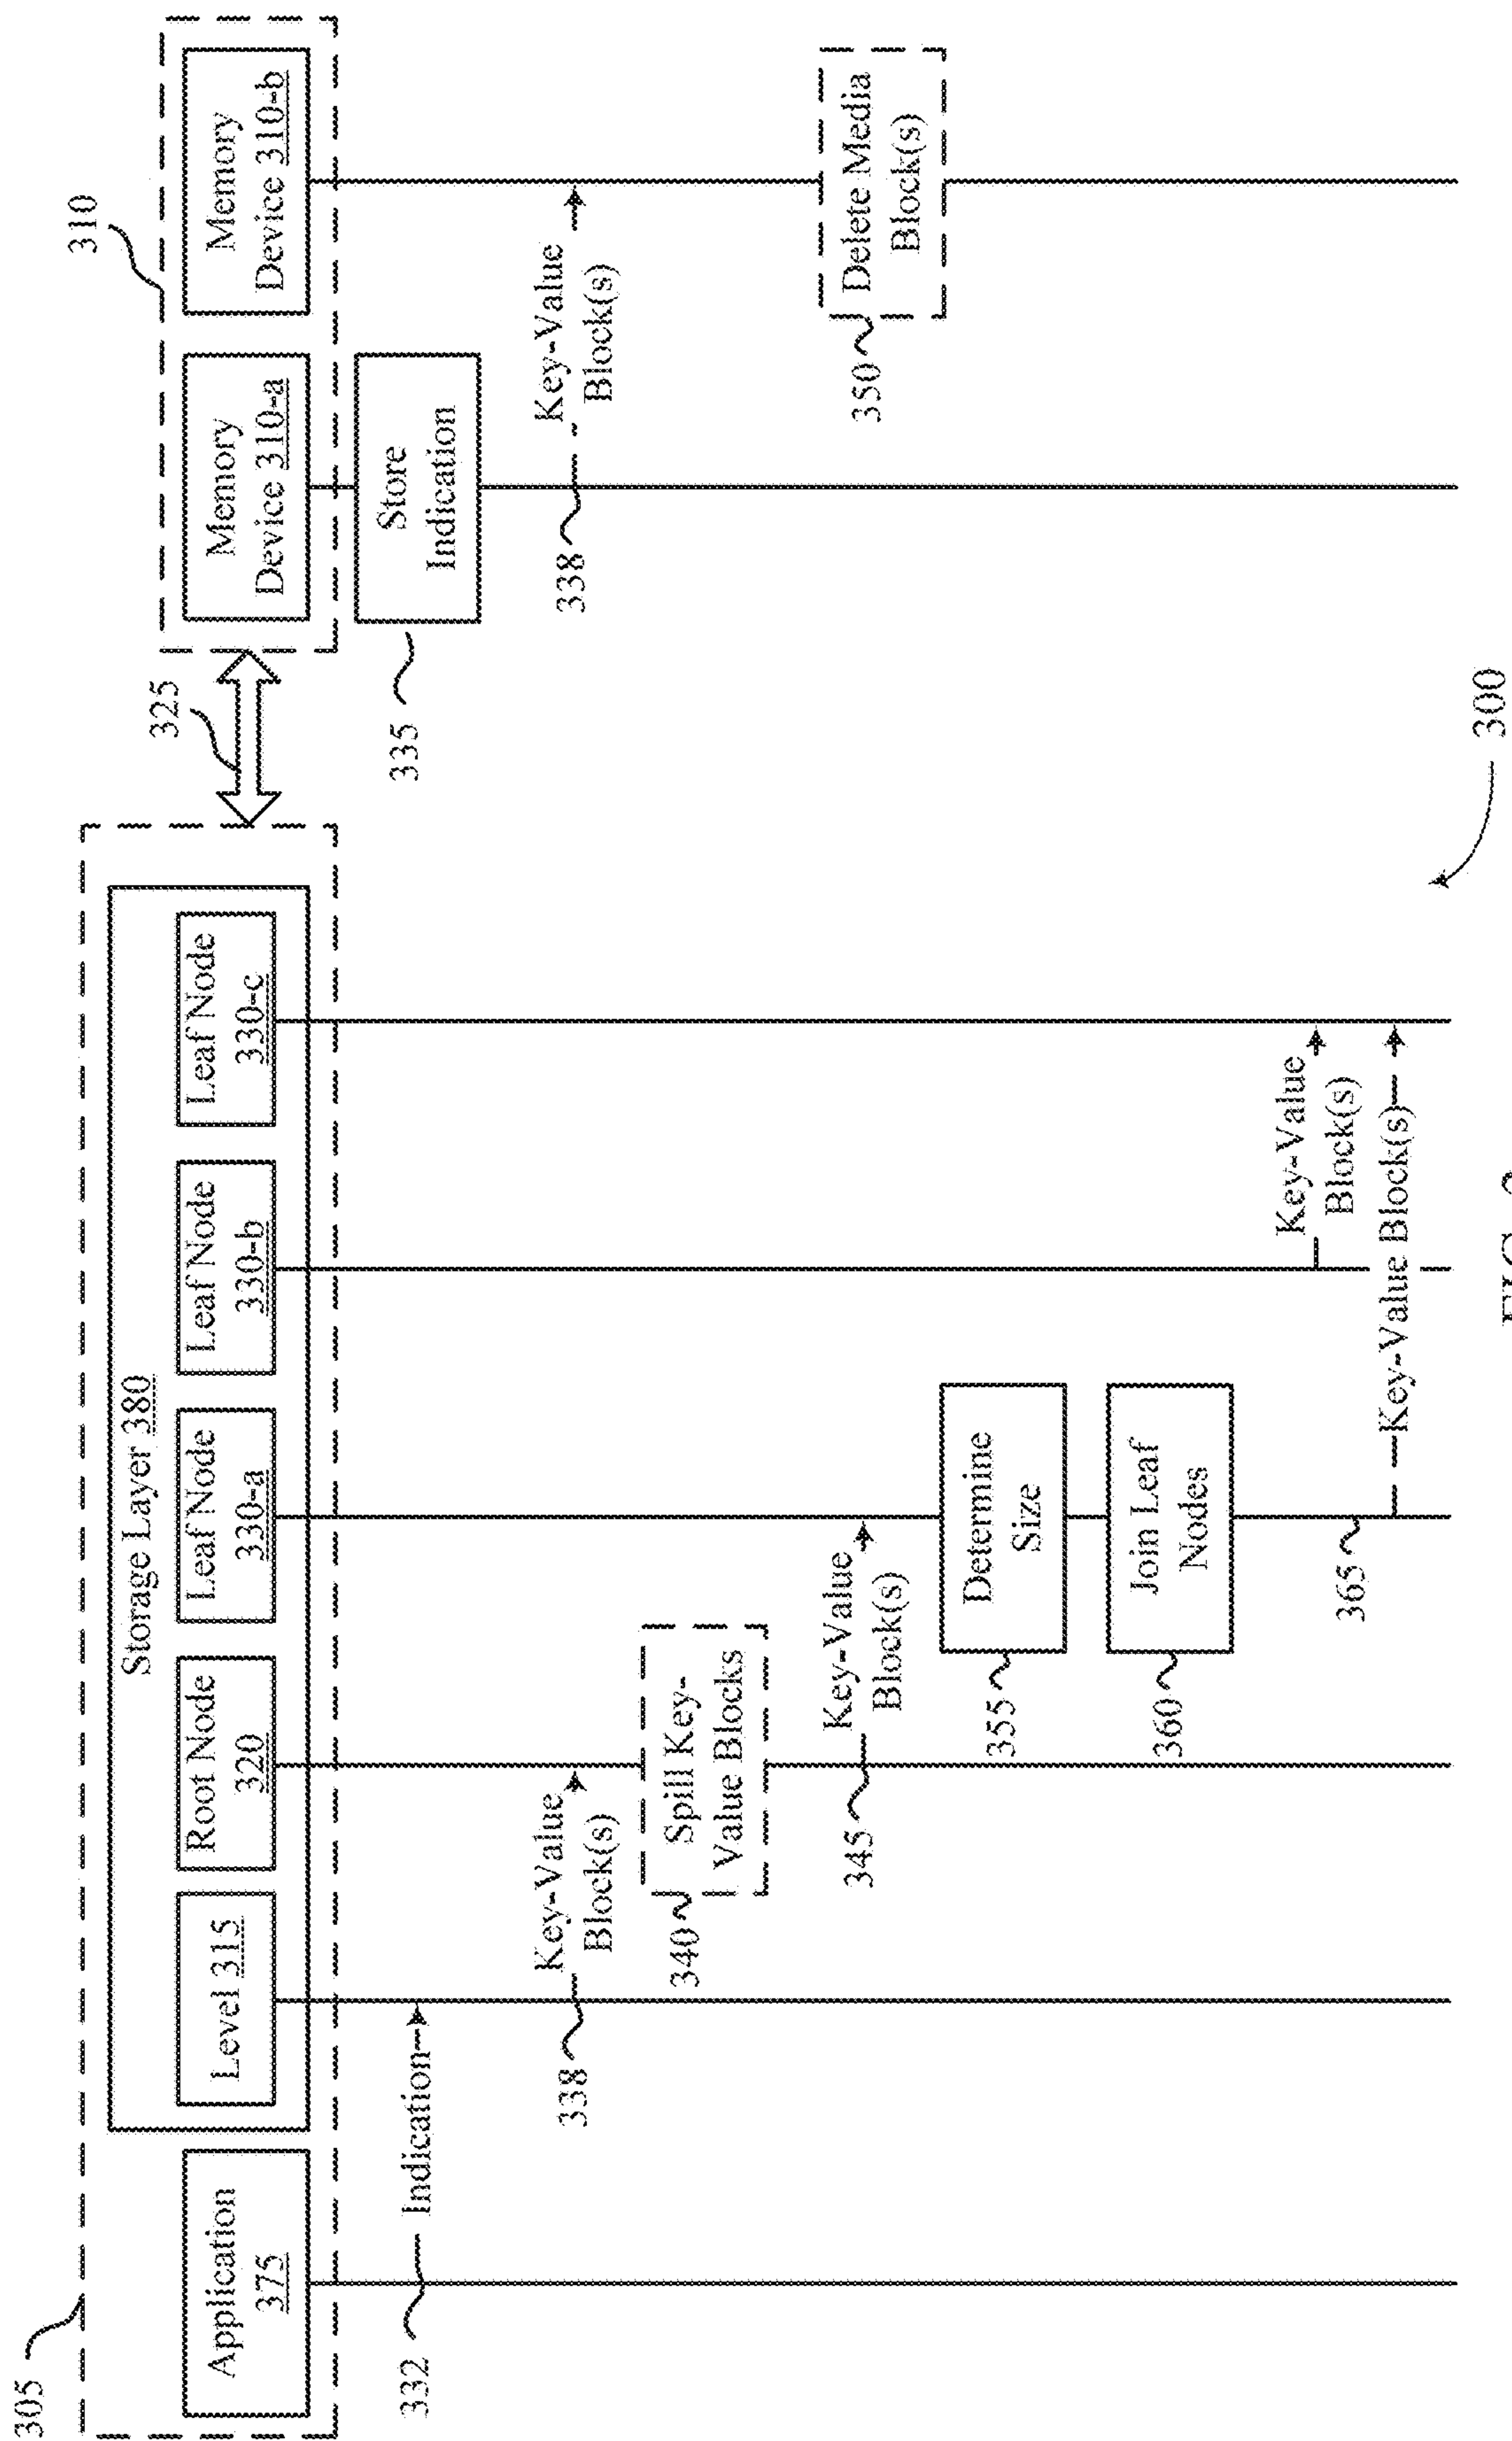 305
310
Storage Layer 380
325
Application
375
Level 315
Root Node
320
Leaf Node
330-a
Leaf Node
330-b
Leaf Node
330-c
Memory
Device 310-a
Memory
Device 310-b
332
Indication
335
Store
Indication
338
Key-Value
Block(s)
338
Key-Value
Block(s)
340
Spill Key-
Value Blocks
345
Key-Value
Block(s)
350
Delete Media
Block(s)
355
Determine
Size
360
Join Leaf
Nodes
365
Key-Value
Block(s)
Key-Value Block(s)
300